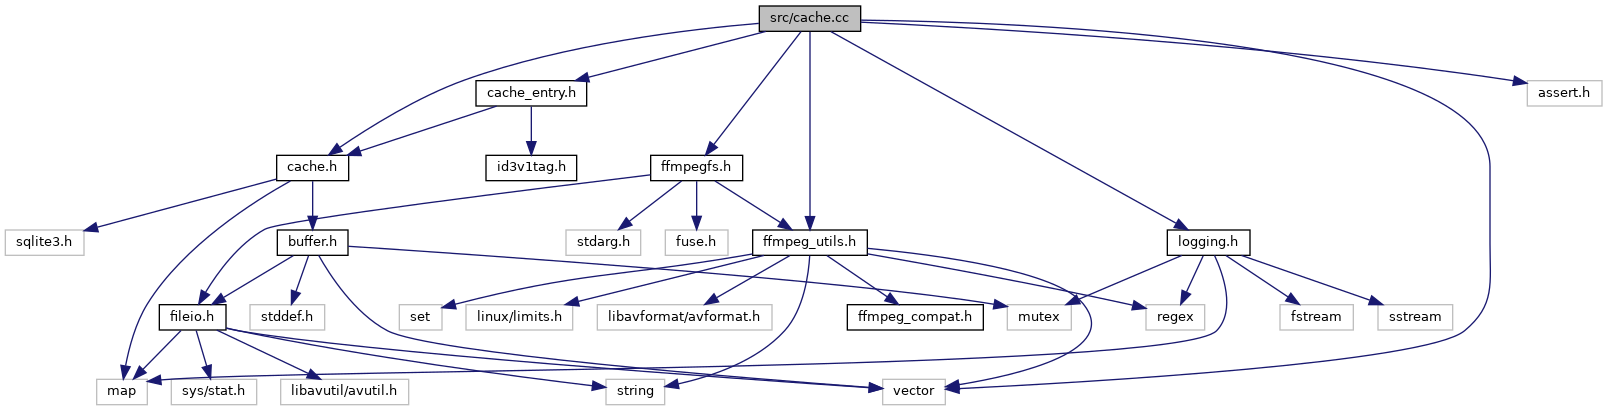 src/cache.cc
cache_entry.h
assert.h
cache.h
id3v1tag.h
ffmpegfs.h
sqlite3.h
buffer.h
stdarg.h
fuse.h
ffmpeg_utils.h
logging.h
fileio.h
stddef.h
set
linux/limits.h
libavformat/avformat.h
ffmpeg_compat.h
mutex
regex
fstream
sstream
map
sys/stat.h
libavutil/avutil.h
string
vector